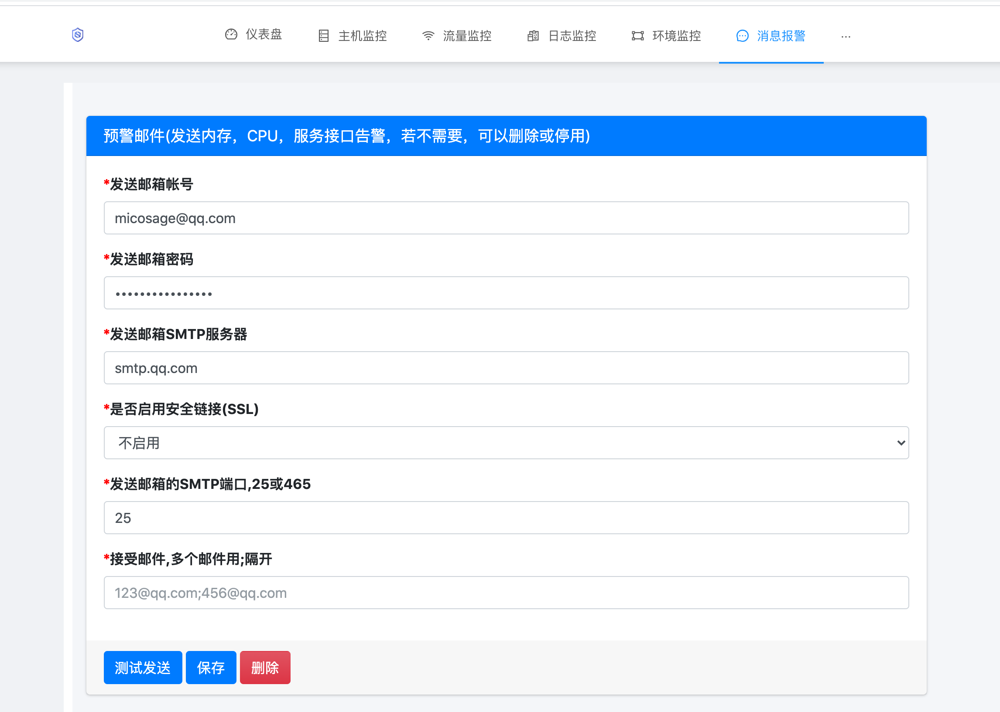 仪表盘 主机监控 流量监控 日志监控 环境监控 消息报警 ...
预警邮件(发送内存，CPU，服务接口告警，若不需要，可以删除或停用)
*发送邮箱帐号
micosage@qq.com
*发送邮箱密码
••••••••••••••••
*发送邮箱SMTP服务器
smtp.qq.com
*是否启用安全链接(SSL)
不启用
*发送邮箱的SMTP端口,25或465
25
*接受邮件,多个邮件用;隔开
123@qq.com;456@qq.com
测试发送 保存 删除